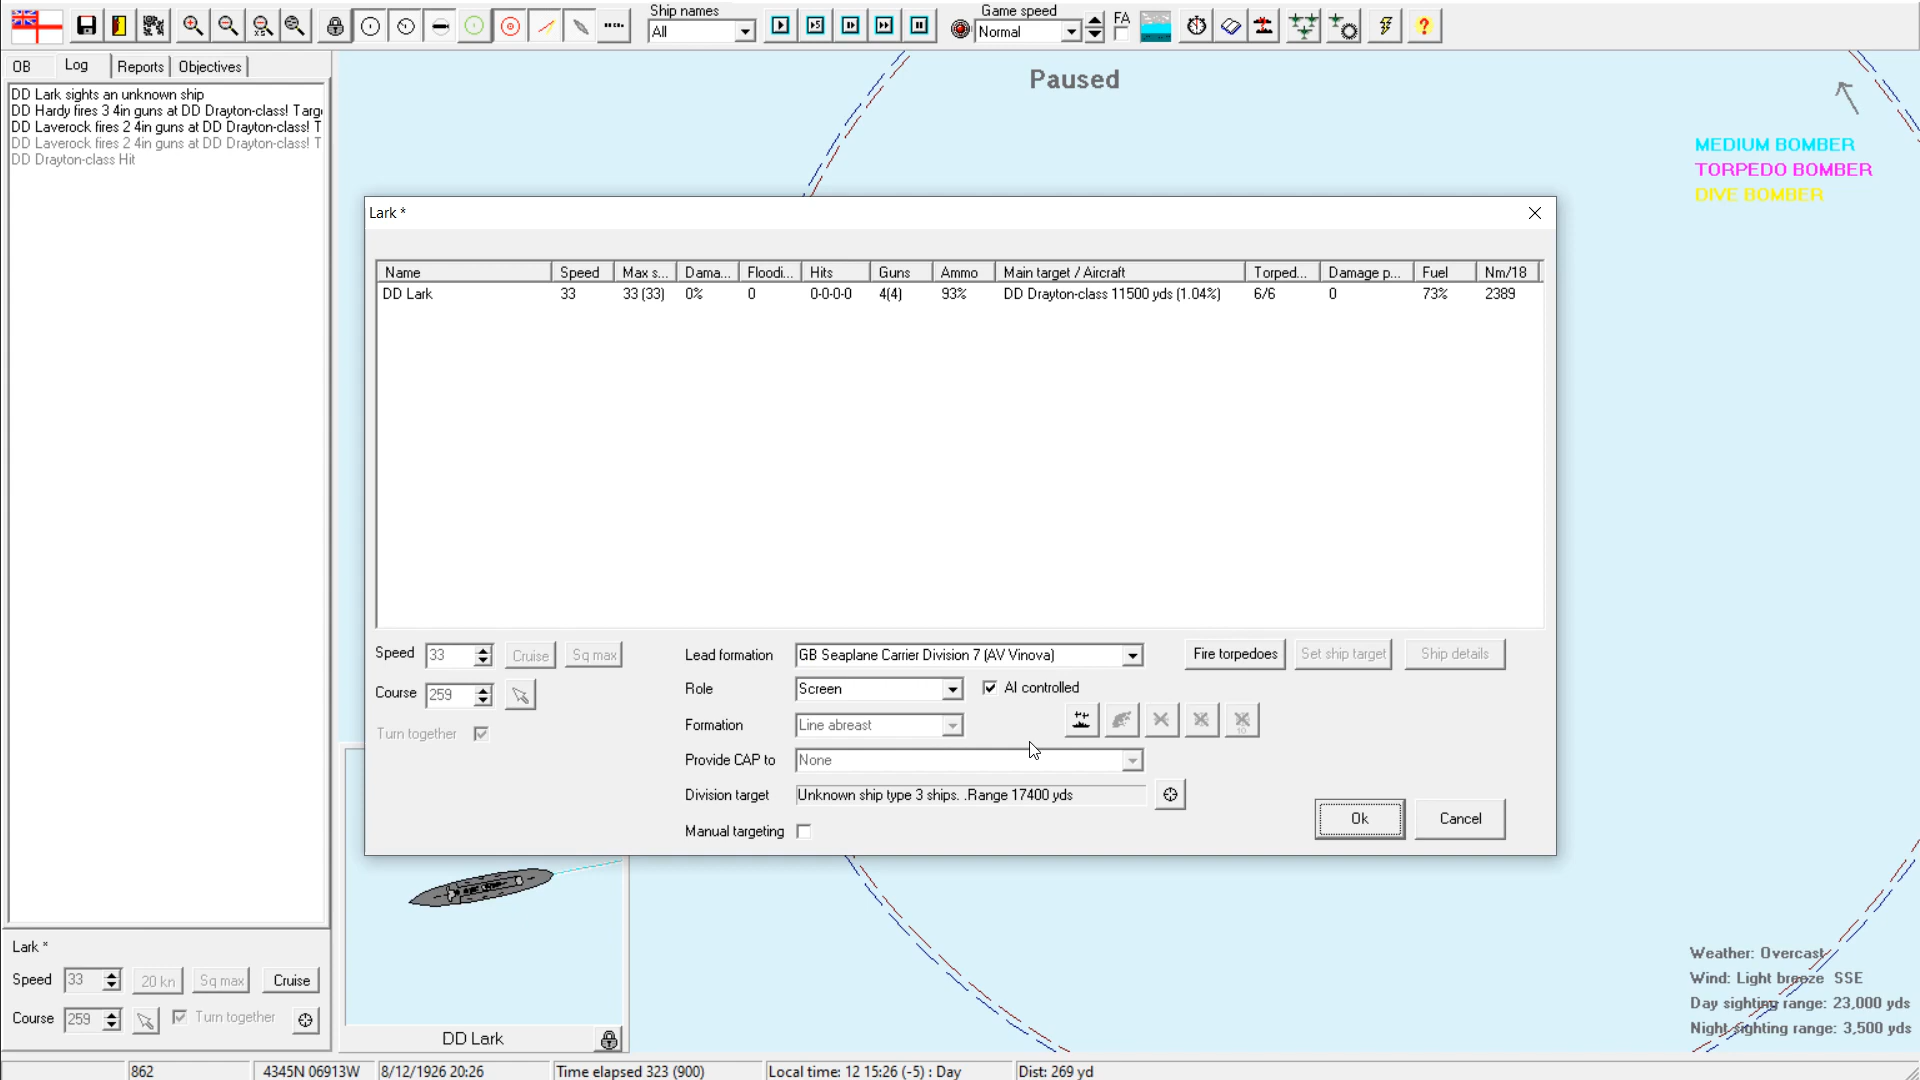 Ship names
All
Game speed
Normal
FA
OB
Log
Reports
Objectives
DD Lark sights an unknown ship
DD Hardy fires 3 4in guns at DD Drayton-class! Targ
DD Laverock fires 2 4in guns at DD Drayton-class! T
DD Laverock fires 2 4in guns at DD Drayton-class! T
DD Drayton-class Hit
Paused
MEDIUM BOMBER
TORPEDO BOMBER
DIVE BOMBER
Lark *
Name Speed Max s... Dama... Floodi... Hits Guns Ammo Main target / Aircraft Torped... Damage p... Fuel Nm/18
DD Lark 33 33 (33) 0% 0 0-0-0-0 4(4) 93% DD Drayton-class 11500 yds (1.04%) 6/6 0 73% 2389
Speed 33 Cruise Sq max
Course 259
Turn together
Lead formation GB Seaplane Carrier Division 7 (AV Vinova)
Role Screen AI controlled
Formation Line abreast
Provide CAP to None
Division target Unknown ship type 3 ships. .Range 17400 yds
Manual targeting
Fire torpedoes Set ship target Ship details
10
Ok Cancel
Lark *
Speed 33 20 kn Sq max Cruise
Course 259 Turn together
DD Lark
Weather: Overcast
Wind: Light breeze SSE
Day sighting range: 23,000 yds
Night sighting range: 3,500 yds
862 4345N 06913W 8/12/1926 20:26 Time elapsed 323 (900) Local time: 12 15:26 (-5) : Day Dist: 269 yd